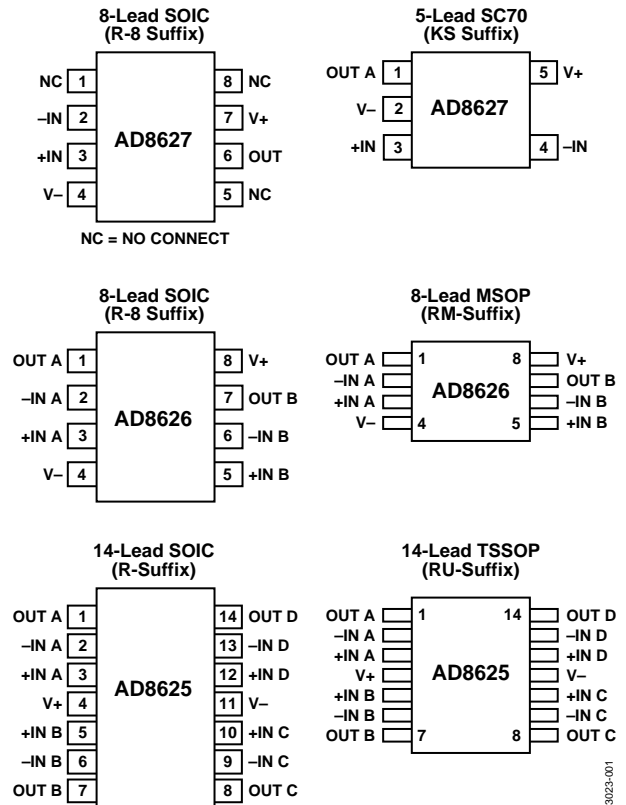 8-Lead SOIC
(R-8 Suffix)
NC 1
–IN 2
+IN 3
V– 4
AD8627
8 NC
7 V+
6 OUT
5 NC
NC = NO CONNECT
5-Lead SC70
(KS Suffix)
OUT A 1
V– 2
+IN 3
AD8627
5 V+
4 –IN
8-Lead SOIC
(R-8 Suffix)
OUT A 1
–IN A 2
+IN A 3
V– 4
AD8626
8 V+
7 OUT B
6 –IN B
5 +IN B
8-Lead MSOP
(RM-Suffix)
OUT A 1
–IN A
+IN A
V– 4
AD8626
8 V+
OUT B
–IN B
5 +IN B
14-Lead SOIC
(R-Suffix)
OUT A 1
–IN A 2
+IN A 3
V+ 4
+IN B 5
–IN B 6
OUT B 7
AD8625
14 OUT D
13 –IN D
12 +IN D
11 V–
10 +IN C
9 –IN C
8 OUT C
14-Lead TSSOP
(RU-Suffix)
OUT A 1
–IN A
+IN A
V+
+IN B
–IN B
OUT B 7
AD8625
14 OUT D
–IN D
+IN D
V–
+IN C
–IN C
8 OUT C
3023-001